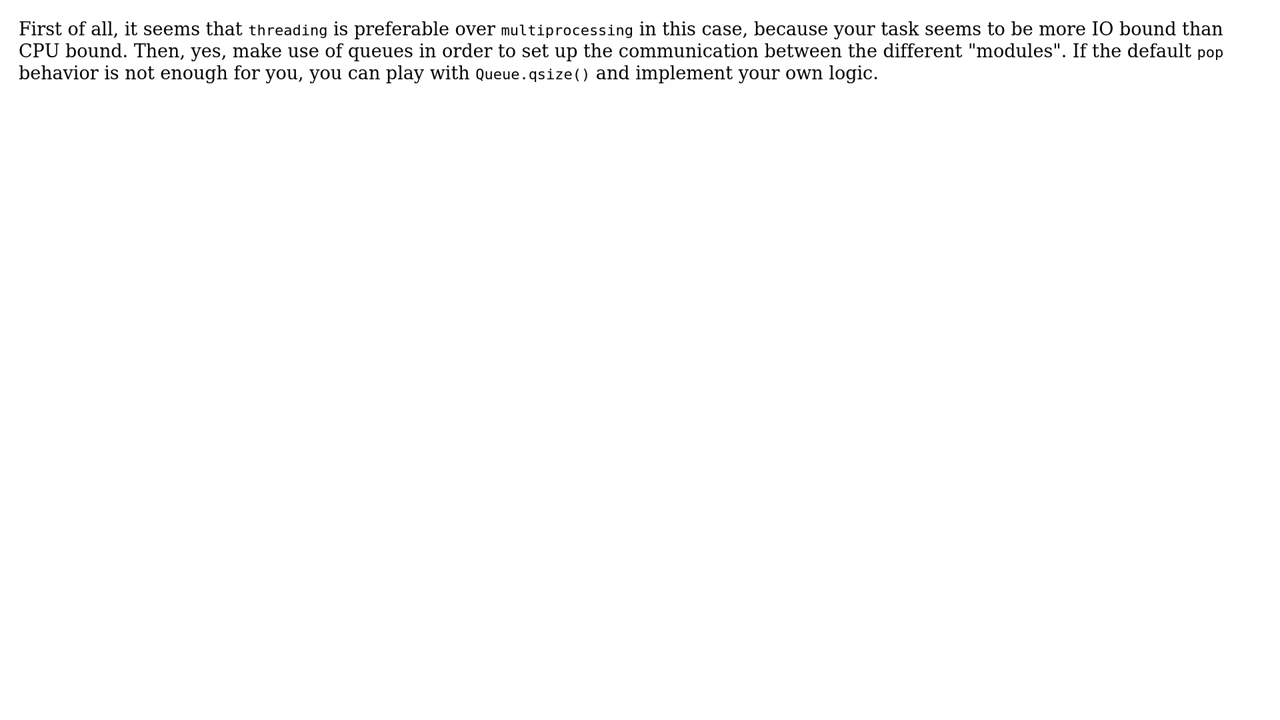 First of all, it seems that threading is preferable over multiprocessing in this case, because your task seems to be more IO bound than
CPU bound. Then, yes, make use of queues in order to set up the communication between the different "modules". If the default pop
behavior is not enough for you, you can play with Queue.qsize() and implement your own logic.